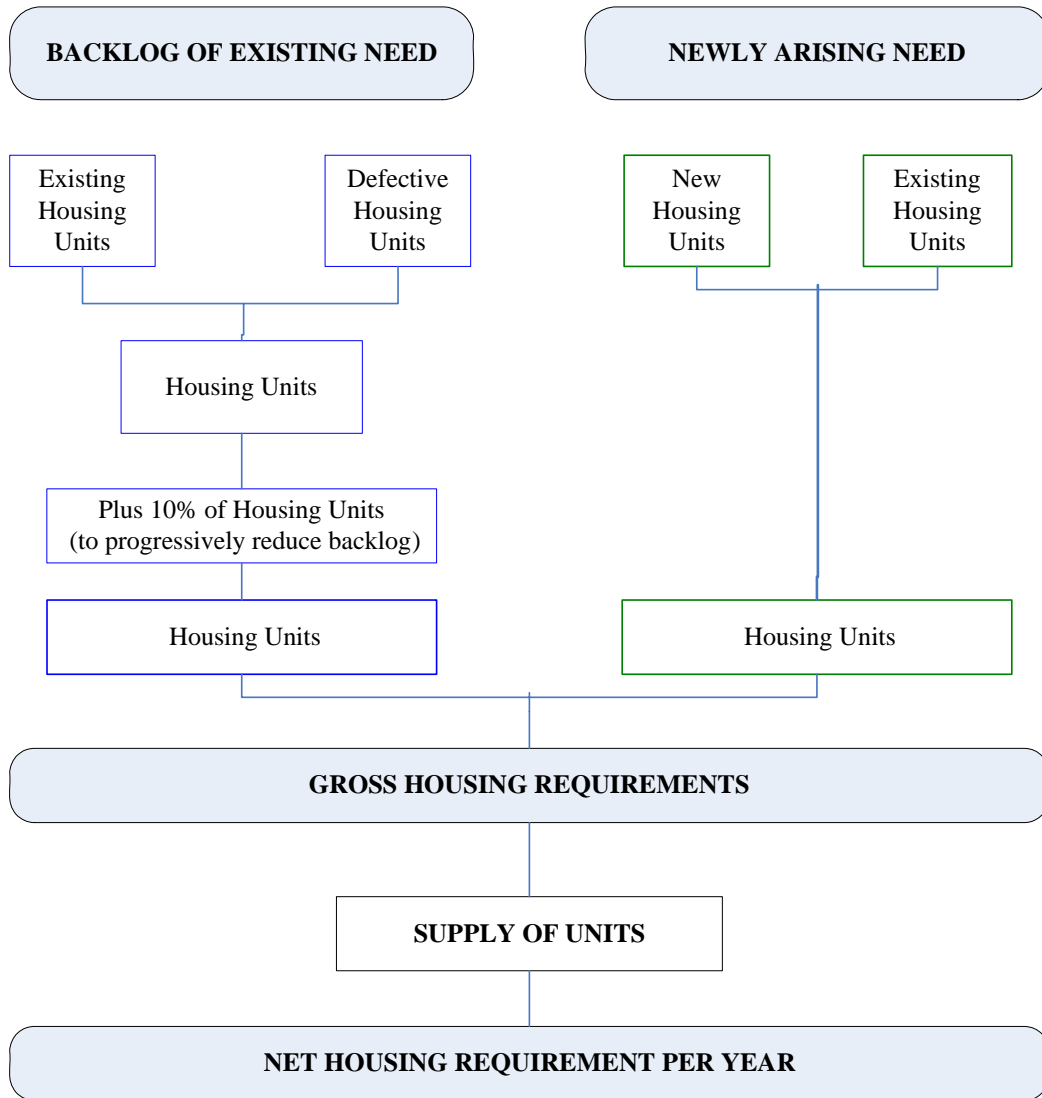 BACKLOG OF EXISTING NEED
NEWLY ARISING NEED
Existing
Housing
Units
Defective
Housing
Units
New
Housing
Units
Existing
Housing
Units
Housing Units
Plus 10% of Housing Units
(to progressively reduce backlog)
Housing Units
Housing Units
GROSS HOUSING REQUIREMENTS
SUPPLY OF UNITS
NET HOUSING REQUIREMENT PER YEAR